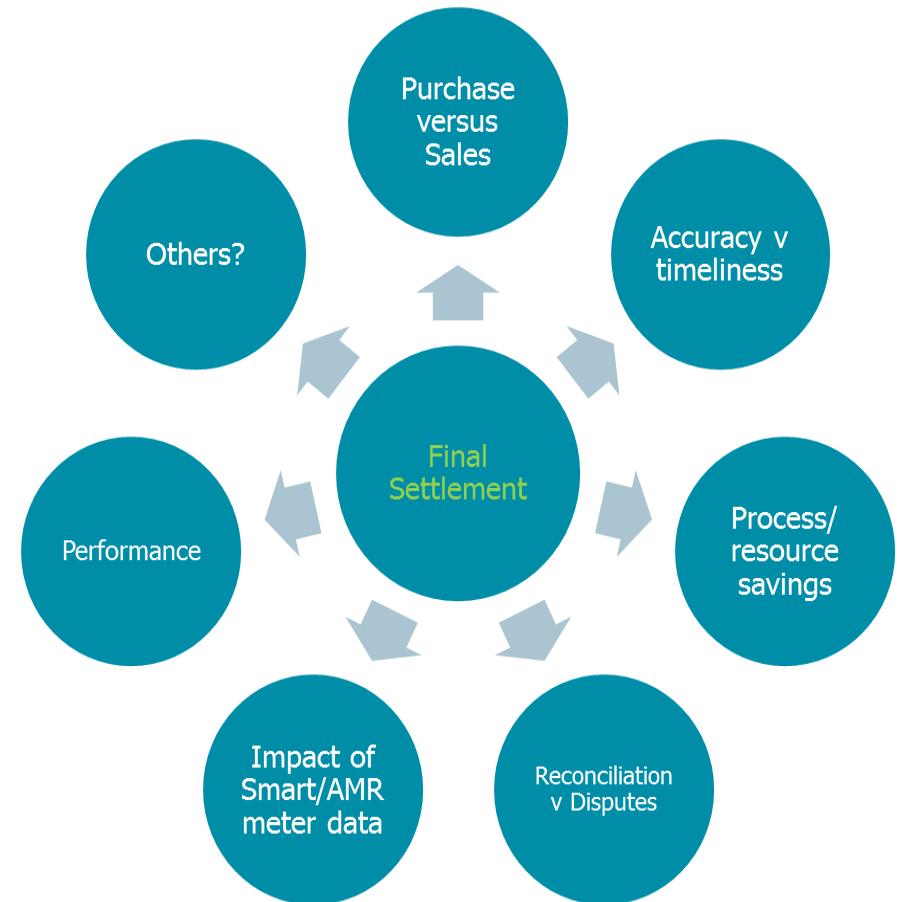 Purchase
versus
Sales
Accuracy v
timeliness
Process/
resource
savings
Reconciliation
v Disputes
Impact of
Smart/AMR
meter data
Performance
Others?
Final
Settlement